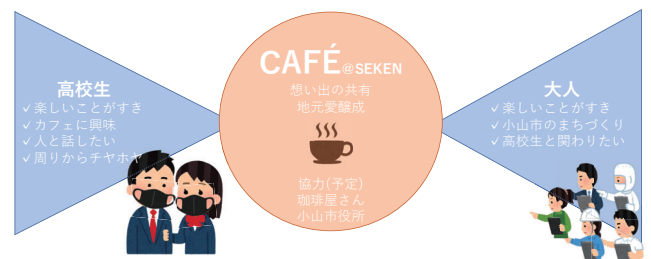 高校生
✓楽しいことがすき
✓カフェに興味
✓人と話したい
✓周りからチヤホヤ
CAFÉ@SEKEN
想い出の共有
地元愛醸成
協力(予定)
珈琲屋さん
小山市役所
大人
✓楽しいことがすき
✓小山市のまちづくり
✓高校生と関わりたい